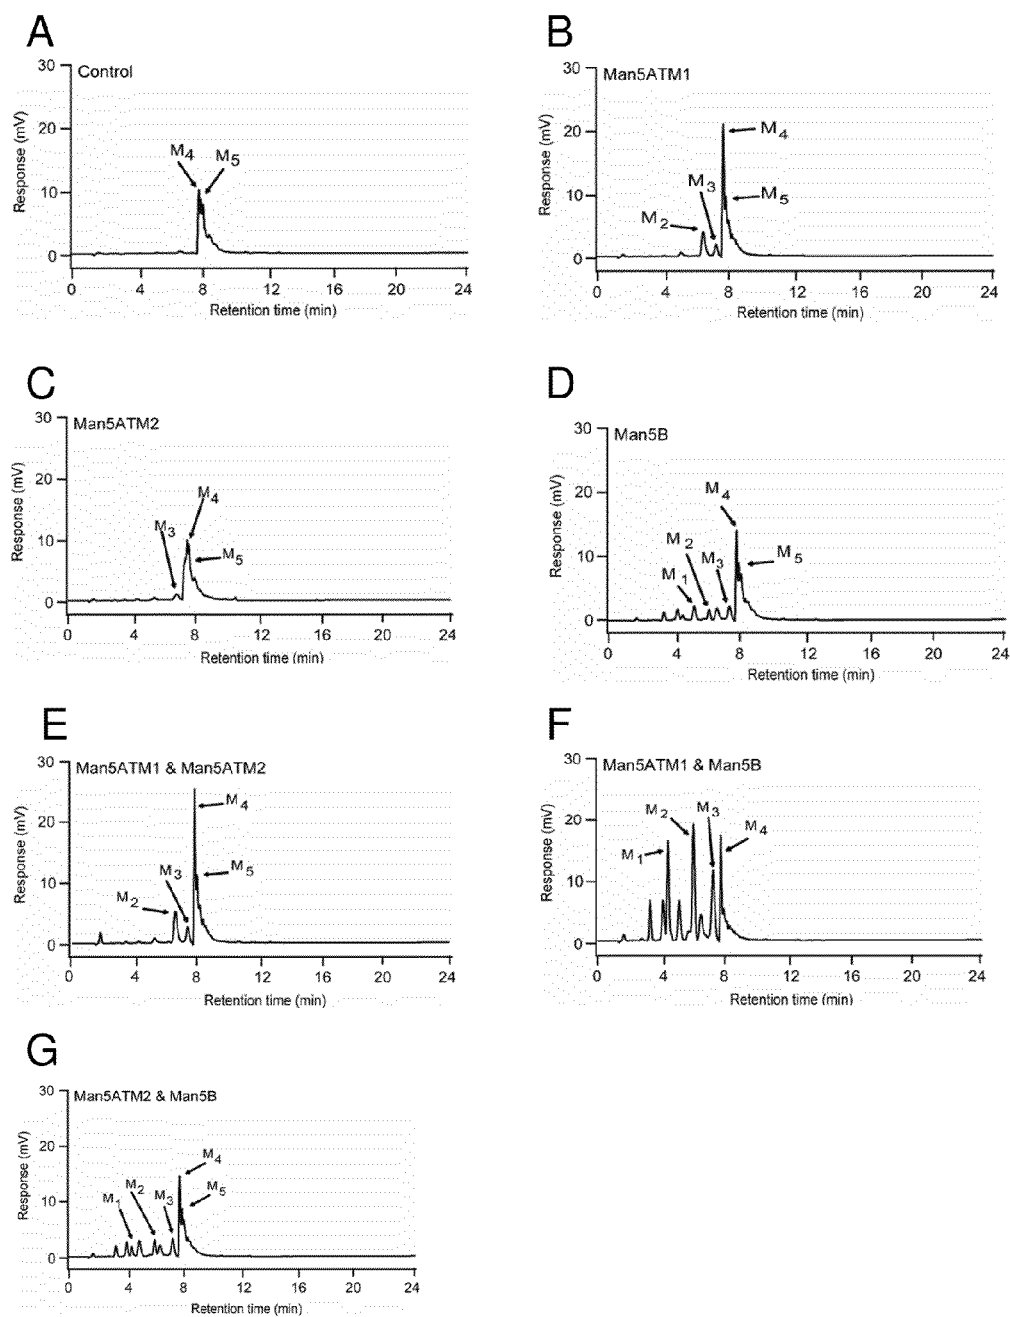 A
Control
30
20
10
0
Response (mV)
M4
M5
0 4 8 12 16 20 24
Retention time (min)
B
Man5ATM1
30
20
10
0
Response (mV)
M4
M3
M5
M2
0 4 8 12 16 20 24
Retention time (min)
C
Man5ATM2
30
20
10
0
Response (mV)
M4
M3
M5
0 4 8 12 16 20 24
Retention time (min)
D
Man5B
30
20
10
0
Response (mV)
M4
M2
M3
M5
M1
0 4 8 12 16 20 24
Retention time (min)
E
Man5ATM1 & Man5ATM2
30
20
10
0
Response (mV)
M4
M3
M5
M2
0 4 8 12 16 20 24
Retention time (min)
F
Man5ATM1 & Man5B
30
20
10
0
Response (mV)
M2
M3
M4
M1
0 4 8 12 16 20 24
Retention time (min)
G
Man5ATM2 & Man5B
30
20
10
0
Response (mV)
M4
M2
M5
M1
M3
0 4 8 12 16 20 24
Retention time (min)